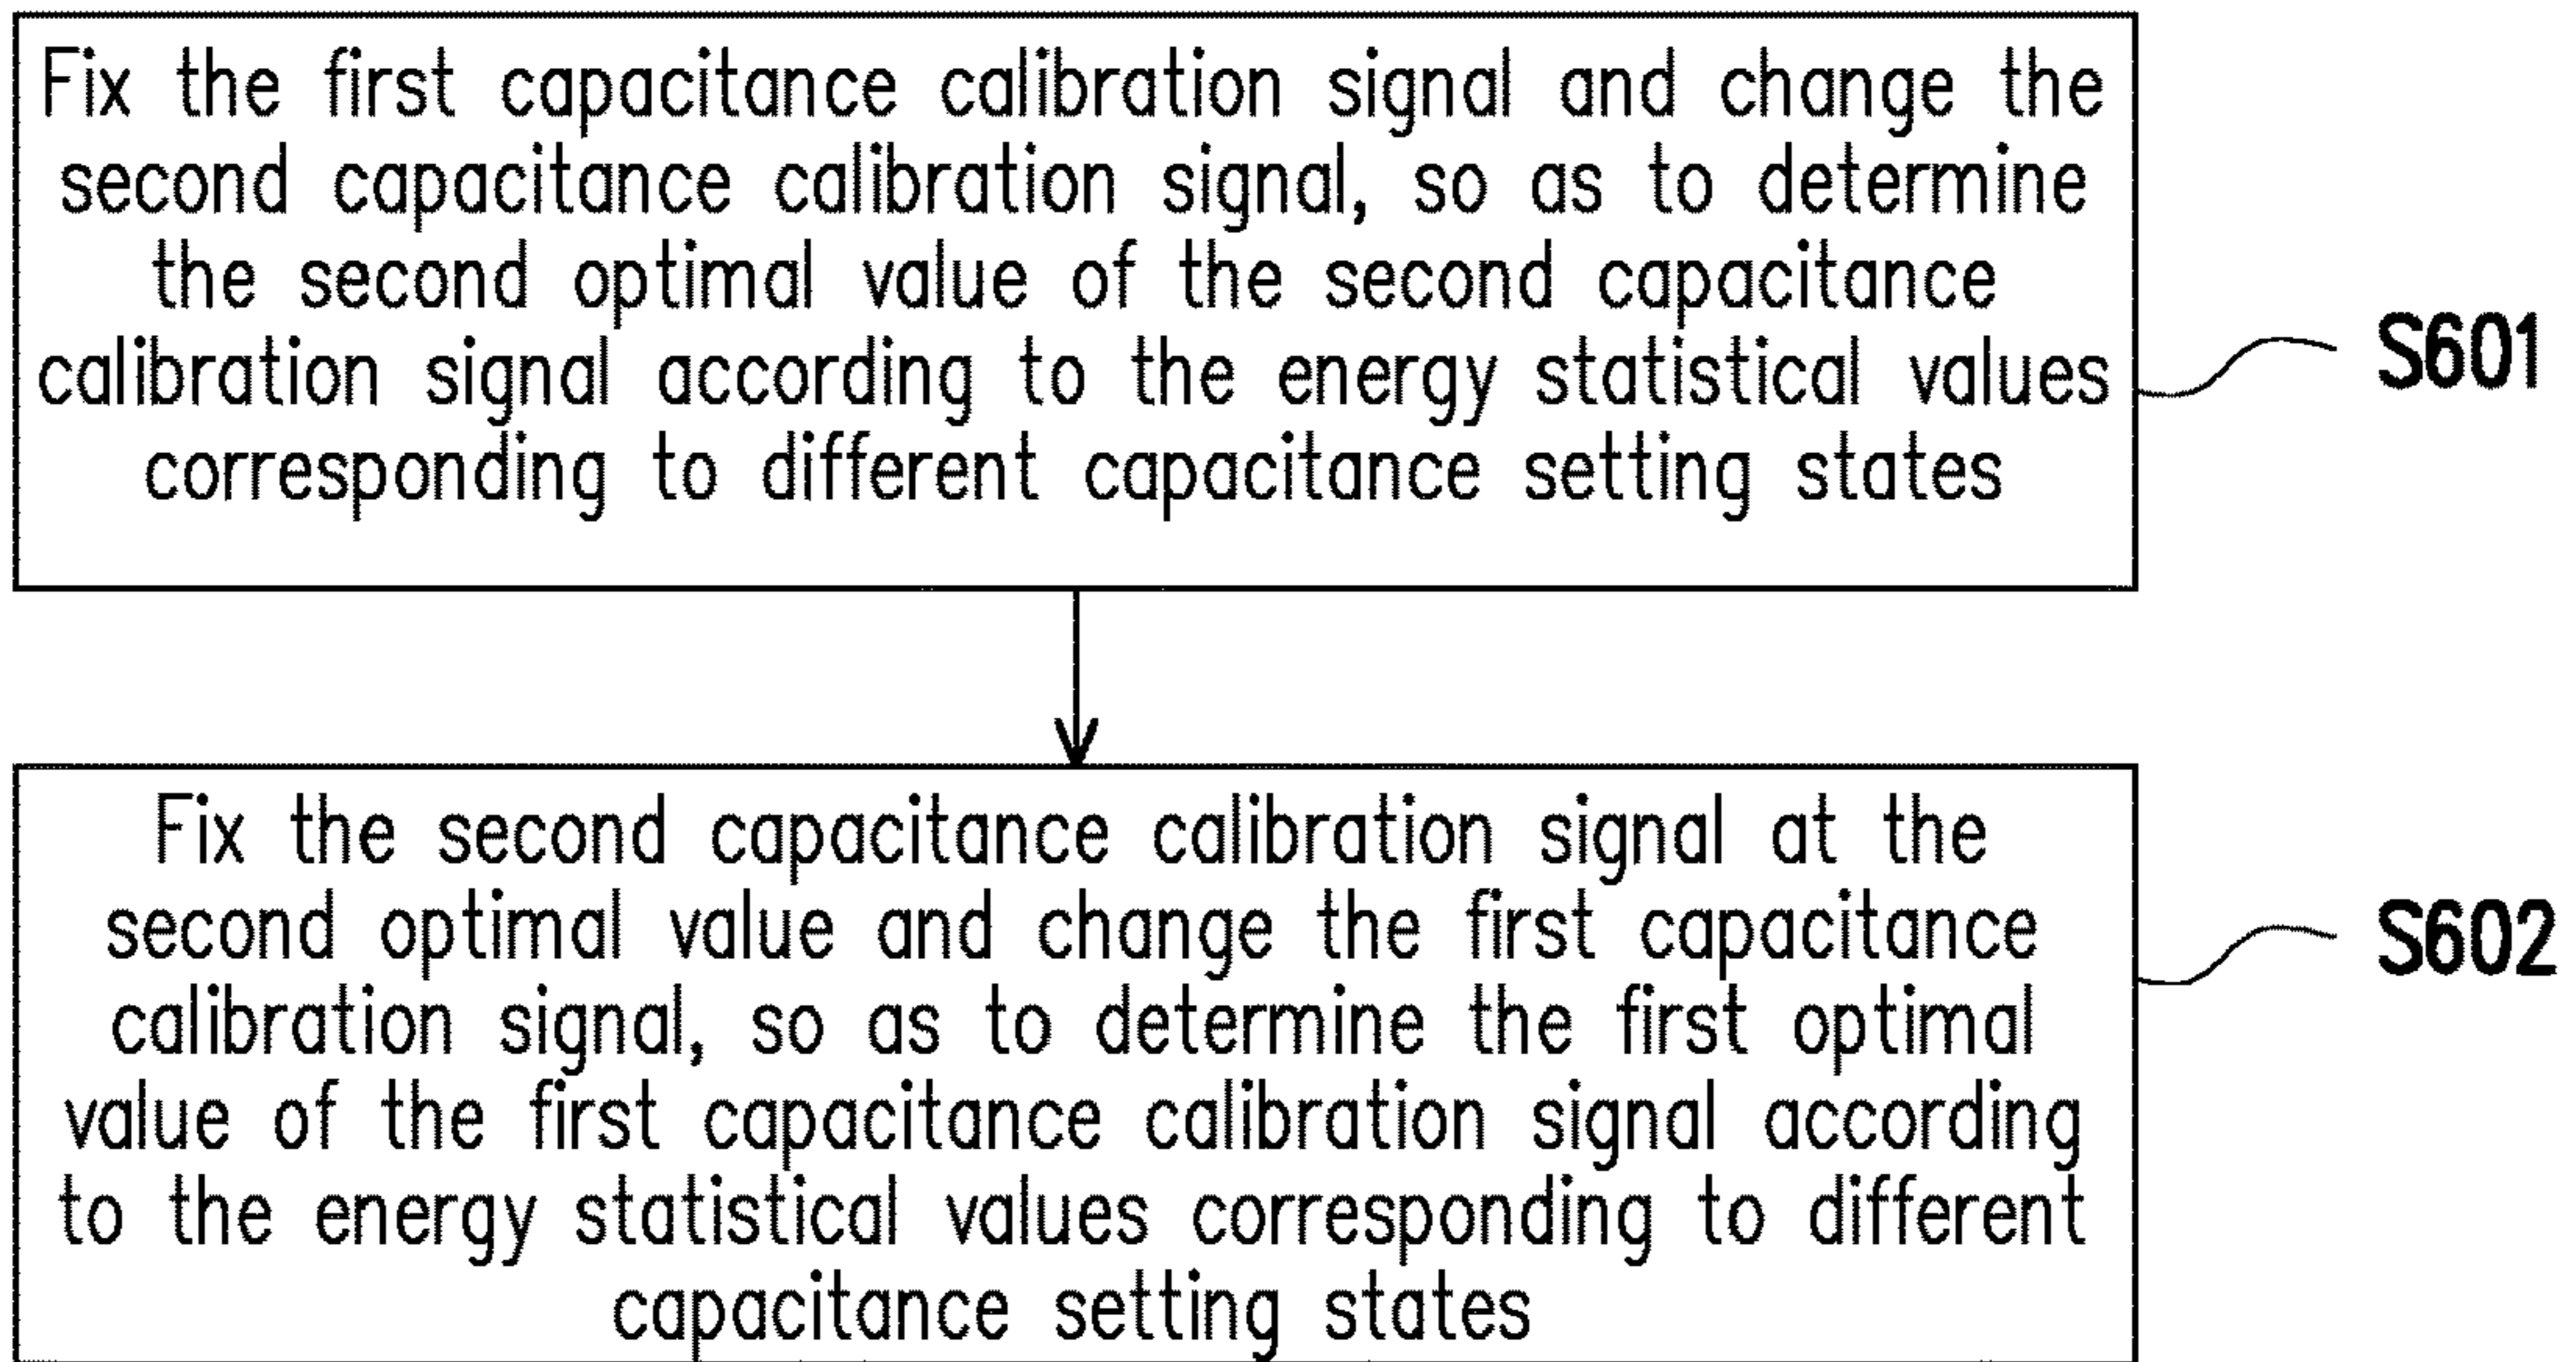 Fix the first capacitance calibration signal and change the
second capacitance calibration signal, so as to determine
the second optimal value of the second capacitance
calibration signal according to the energy statistical values
corresponding to different capacitance setting states
S601
Fix the second capacitance calibration signal at the
second optimal value and change the first capacitance
calibration signal, so as to determine the first optimal
value of the first capacitance calibration signal according
to the energy statistical values corresponding to different
capacitance setting states
S602